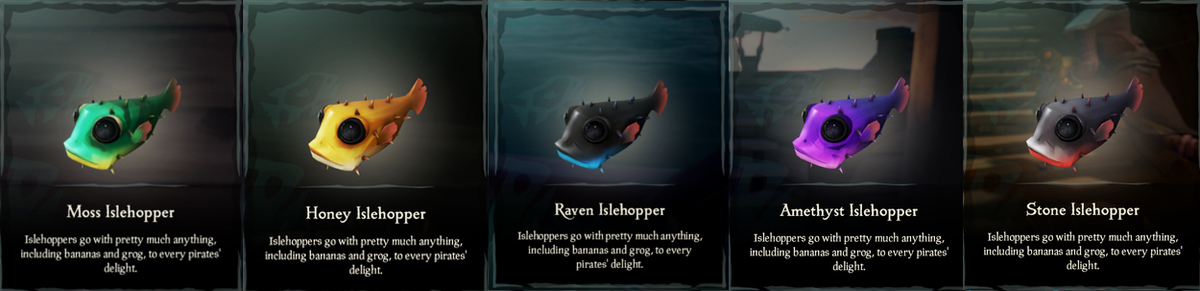 Moss Islehopper
Islehoppers go with pretty much anything,
including bananas and grog, to every pirates'
delight.
Honey Islehopper
Islehoppers go with pretty much anything,
including bananas and grog, to every pirates'
delight.
Raven Islehopper
Islehoppers go with pretty much anything,
including bananas and grog, to every
pirates' delight.
Amethyst Islehopper
Islehoppers go with pretty much anything,
including bananas and grog, to every pirates'
delight.
Stone Islehopper
Islehoppers go with pretty much anything,
including bananas and grog, to every pirates'
delight.